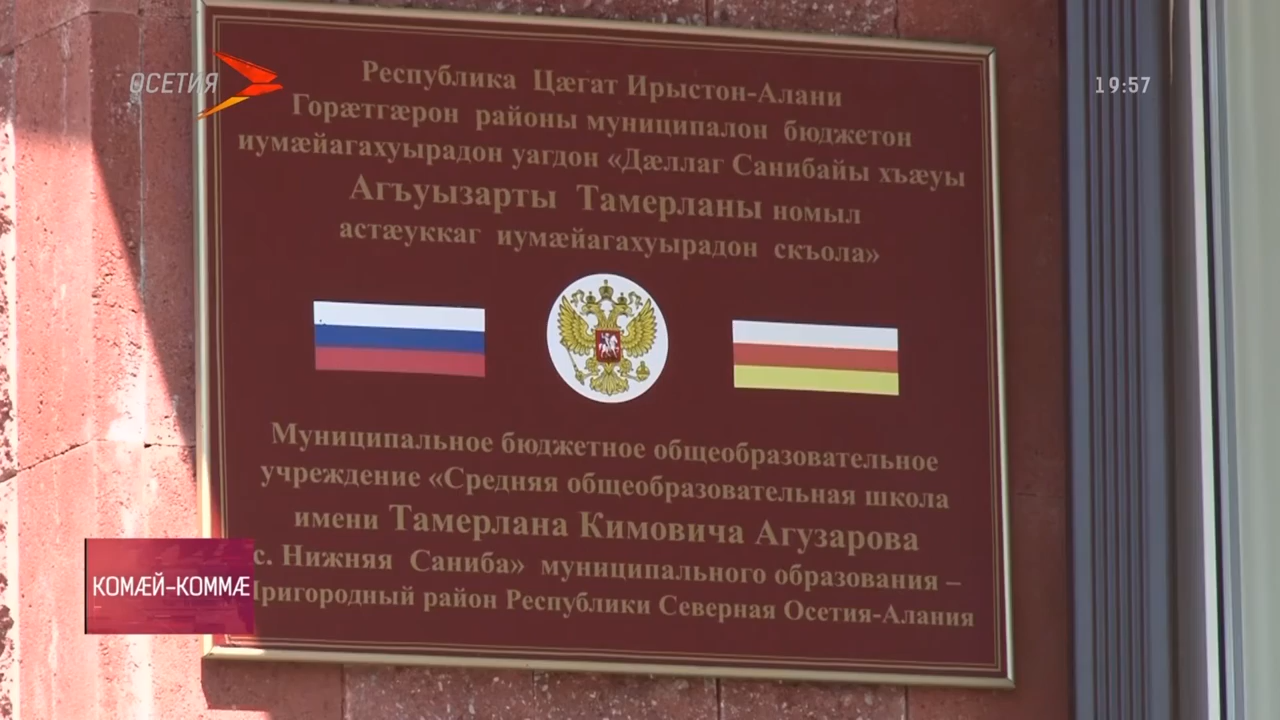 ОСЕТИЯ
19:57
Республика Цæгат Ирыстон-Алани
Горæтгæрон районы муниципалон бюджетон
иумæйагахуырадон уагдон «Дæллаг Санибайы хъæуы
Агъуызарты Тамерланы номыл
астæуккаг иумæйагахуырадон скъола»
Муниципальное бюджетное общеобразовательное
учреждение «Средняя общеобразовательная школа
имени Тамерлана Кимовича Агузарова
с. Нижняя Саниба» муниципального образования –
Пригородный район Республики Северная Осетия-Алания
КОМÆЙ-КОММÆ